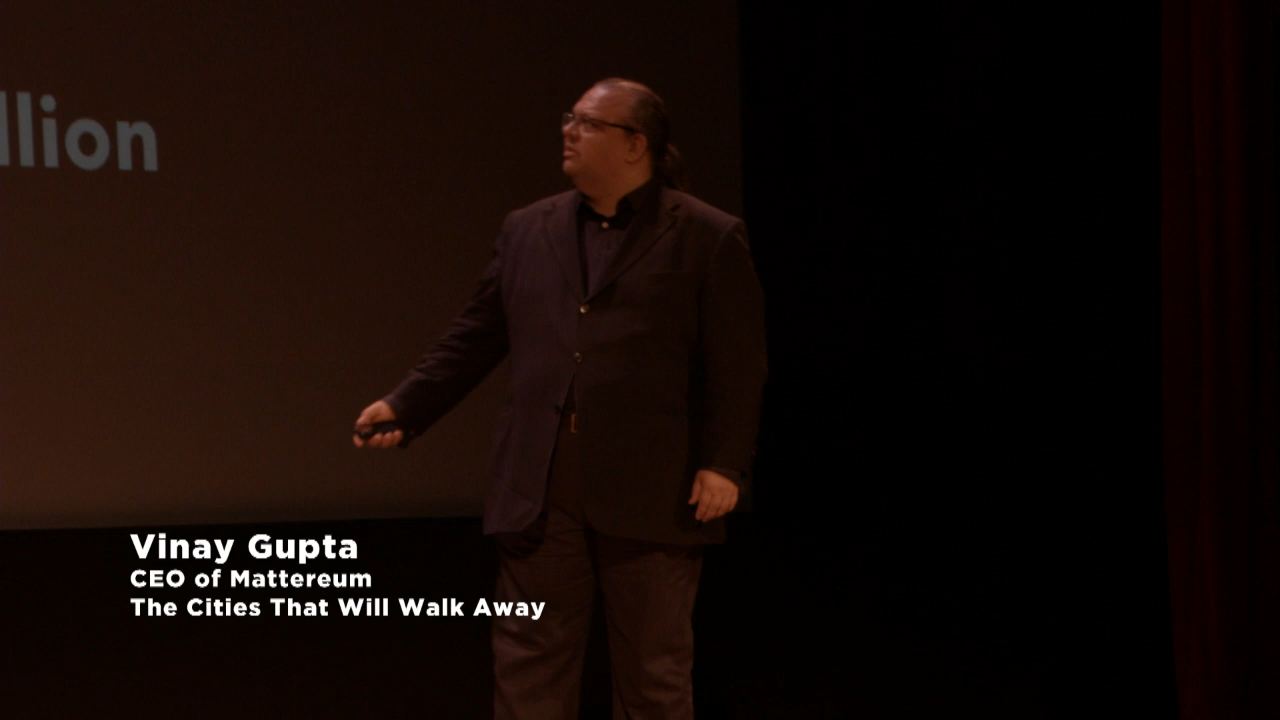 llion
Vinay Gupta
CEO of Mattereum
The Cities That Will Walk Away